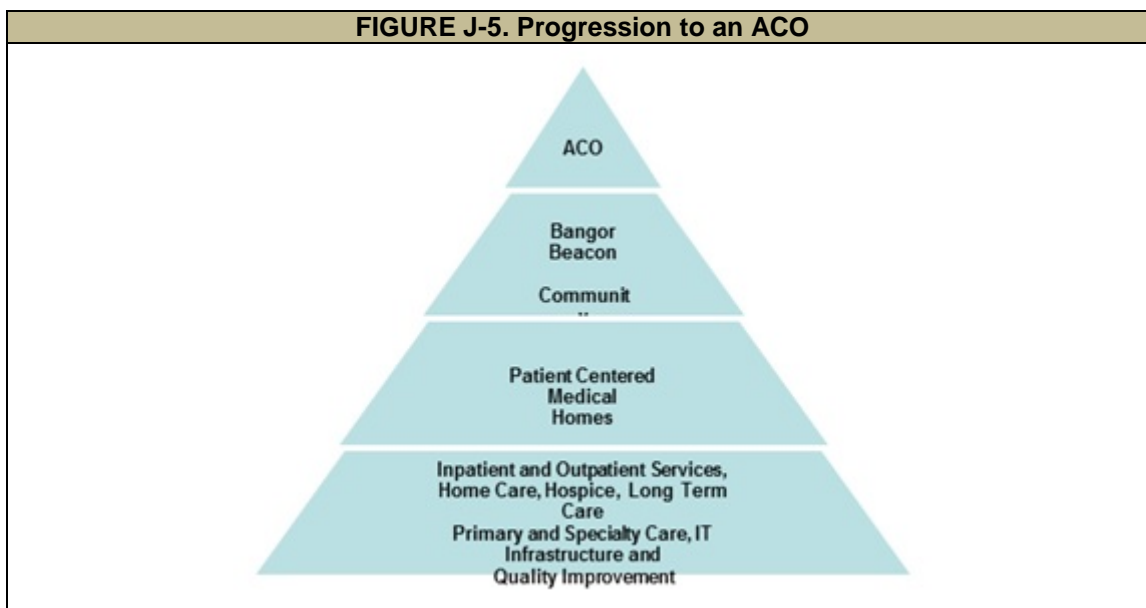 FIGURE J-5. Progression to an ACO
ACO
Bangor
Beacon
Communit
Patient Centered
Medical
Homes
Inpatient and Outpatient Services,
Home Care, Hospice, Long Term
Care
Primary and Specialty Care, IT
Infrastructure and
Quality Improvement